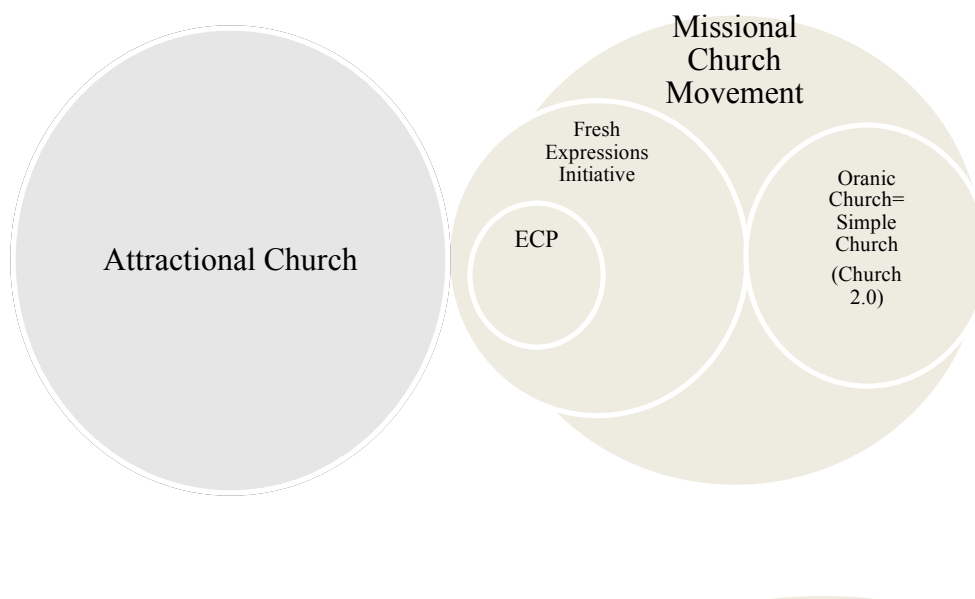 Attractional Church
Missional
Church
Movement
Fresh
Expressions
Initiative
ECP
Oranic
Church=
Simple
Church
(Church
2.0)